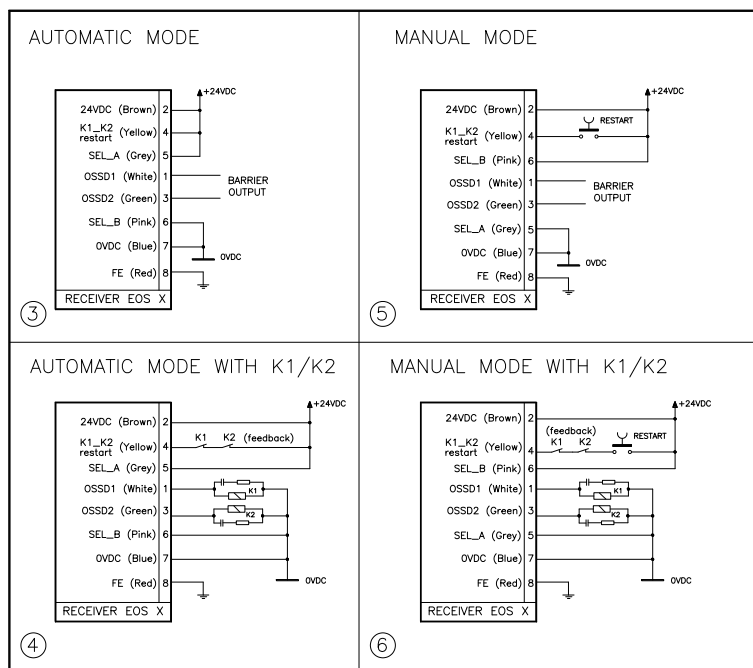 AUTOMATIC MODE
+24VDC
24VDC (Brown) 2
K1_K2 (Yellow) 4
restart
SEL_A (Grey) 5
OSSD1 (White) 1
BARRIER
OUTPUT
OSSD2 (Green) 3
SEL_B (Pink) 6
0VDC (Blue) 7
0VDC
FE (Red) 8
RECEIVER EOS X
3
MANUAL MODE
+24VDC
24VDC (Brown) 2
RESTART
K1_K2 (Yellow) 4
restart
SEL_B (Pink) 6
OSSD1 (White) 1
BARRIER
OUTPUT
OSSD2 (Green) 3
SEL_A (Grey) 5
0VDC (Blue) 7
0VDC
FE (Red) 8
RECEIVER EOS X
5
AUTOMATIC MODE WITH K1/K2
+24VDC
24VDC (Brown) 2
K1 K2 (feedback)
K1_K2 (Yellow) 4
restart
SEL_A (Grey) 5
OSSD1 (White) 1
K1
OSSD2 (Green) 3
K2
SEL_B (Pink) 6
0VDC (Blue) 7
0VDC
FE (Red) 8
RECEIVER EOS X
4
MANUAL MODE WITH K1/K2
+24VDC
24VDC (Brown) 2
(feedback)
K1 K2 RESTART
K1_K2 (Yellow) 4
restart
SEL_B (Pink) 6
OSSD1 (White) 1
K1
OSSD2 (Green) 3
K2
SEL_A (Grey) 5
0VDC (Blue) 7
0VDC
FE (Red) 8
RECEIVER EOS X
6